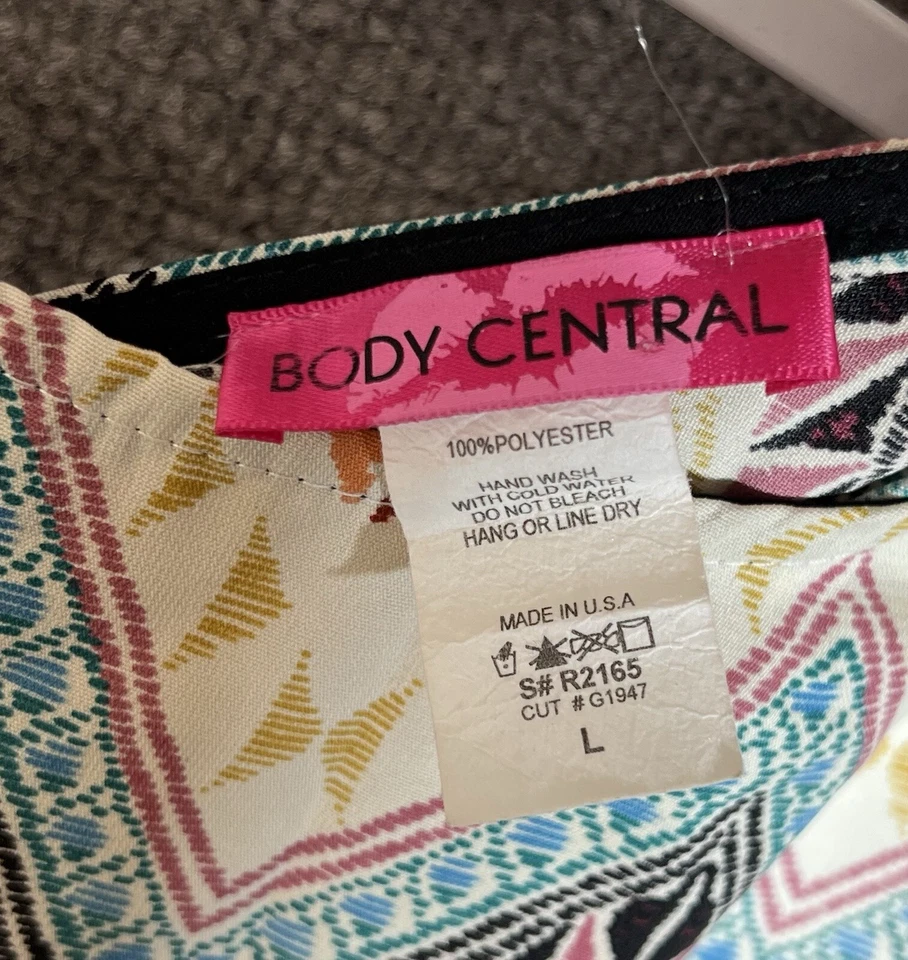 BODY CENTRAL
100%POLYESTER
HAND WASH
WITH COLD WATER
DO NOT BLEACH
HANG OR LINE DRY
MADE IN U.S.A
S# R2165
CUT # G1947
L